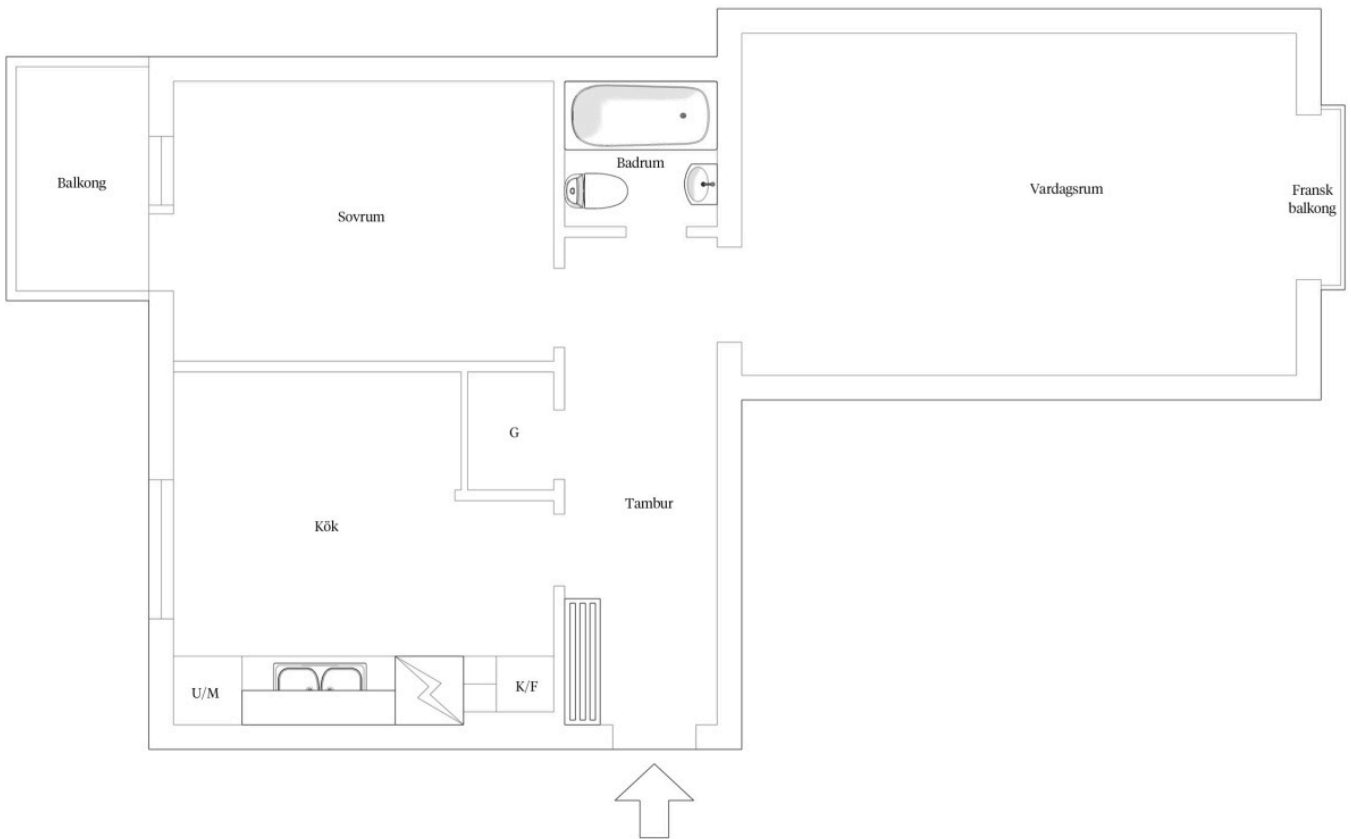 Badrum
Balkong
Vardagsrum
Fransk
balkong
Sovrum
G
Tambur
Kök
U/M
K/F